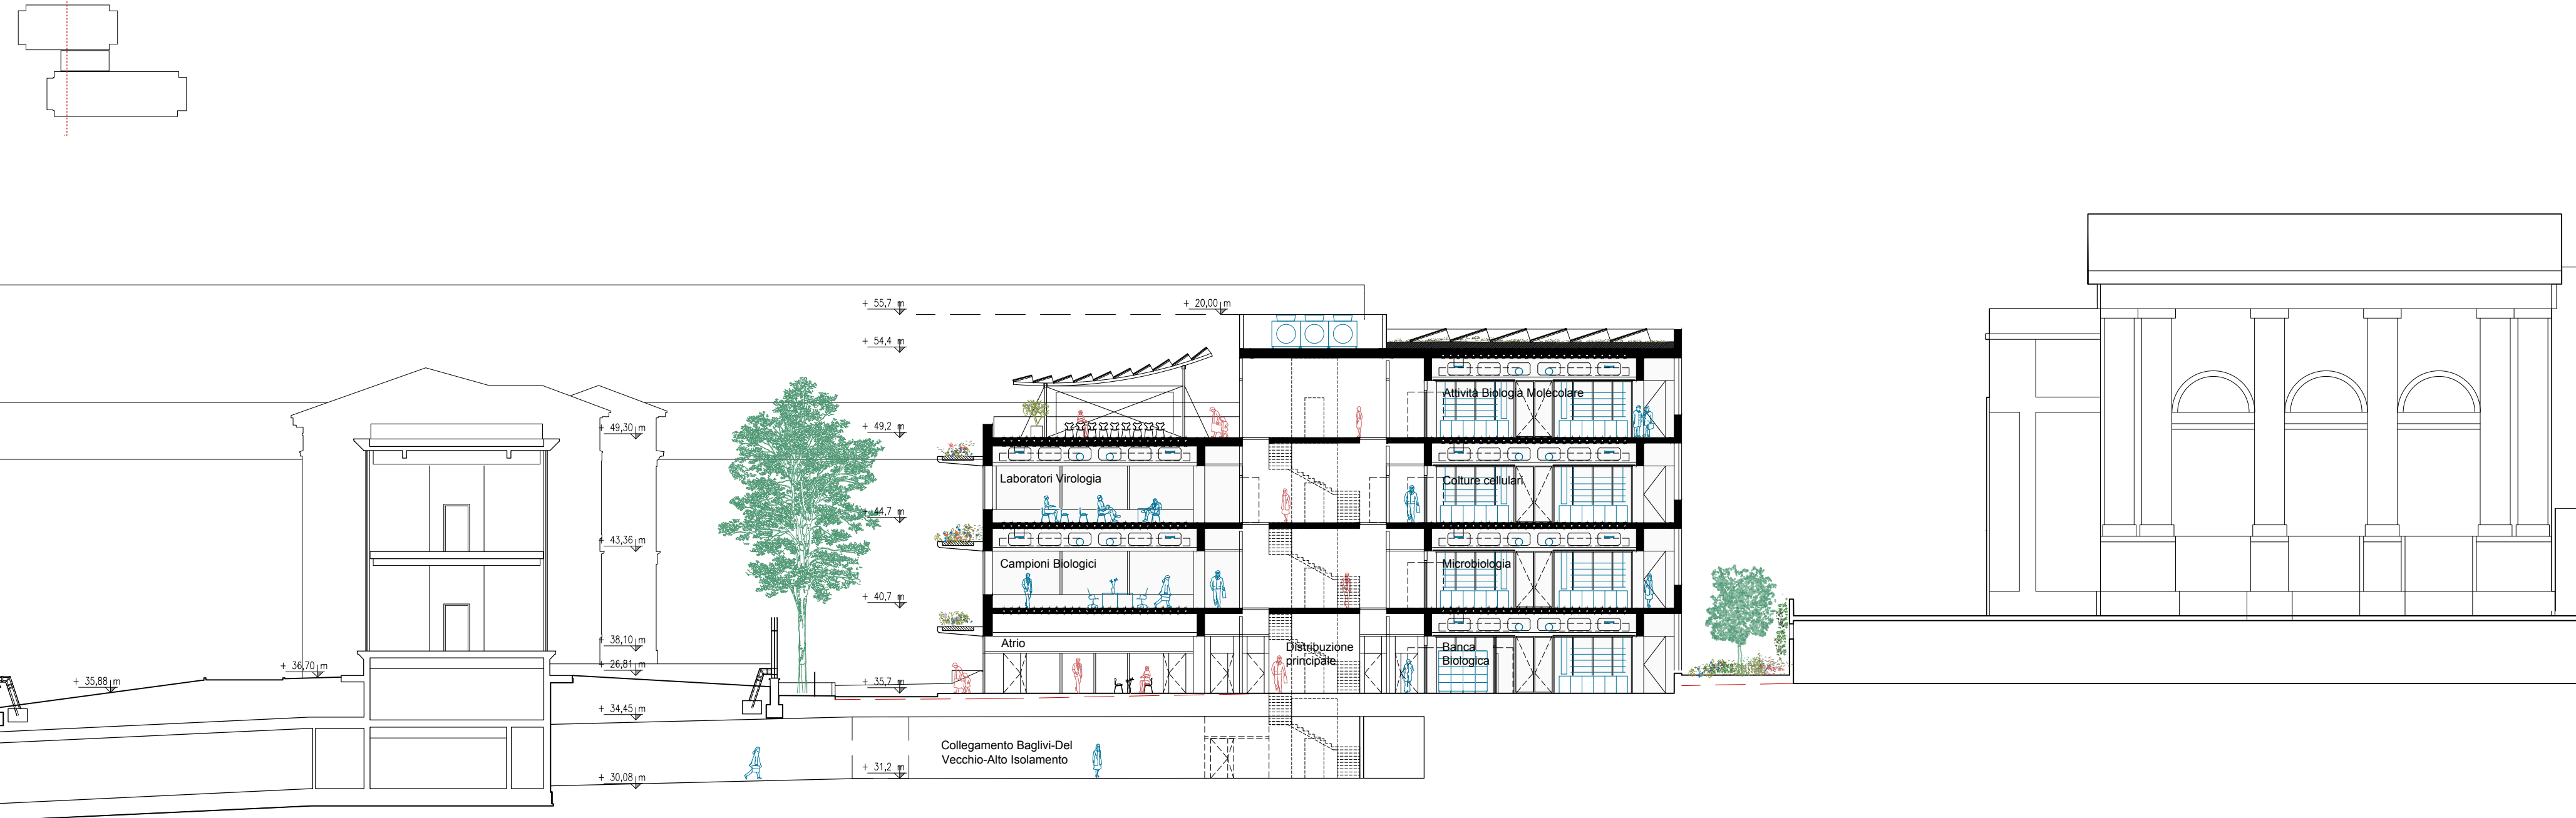 + 55,7 m
+ 20,00 m
+ 54,4 m
Attività Biologia Molecolare
+ 49,30 m
+ 49,2 m
Laboratori Virologia
Colture cellulari
+ 44,7 m
+ 43,36 m
Campioni Biologici
Microbiologia
+ 40,7 m
+ 38,10 m
Atrio
Distribuzione
principale
Banca
Biologica
+ 36,70 m
+ 26,81 m
+ 35,88 m
+ 35,7 m
+ 34,45 m
Collegamento Baglivi-Del
Vecchio-Alto Isolamento
+ 31,2 m
+ 30,08 m